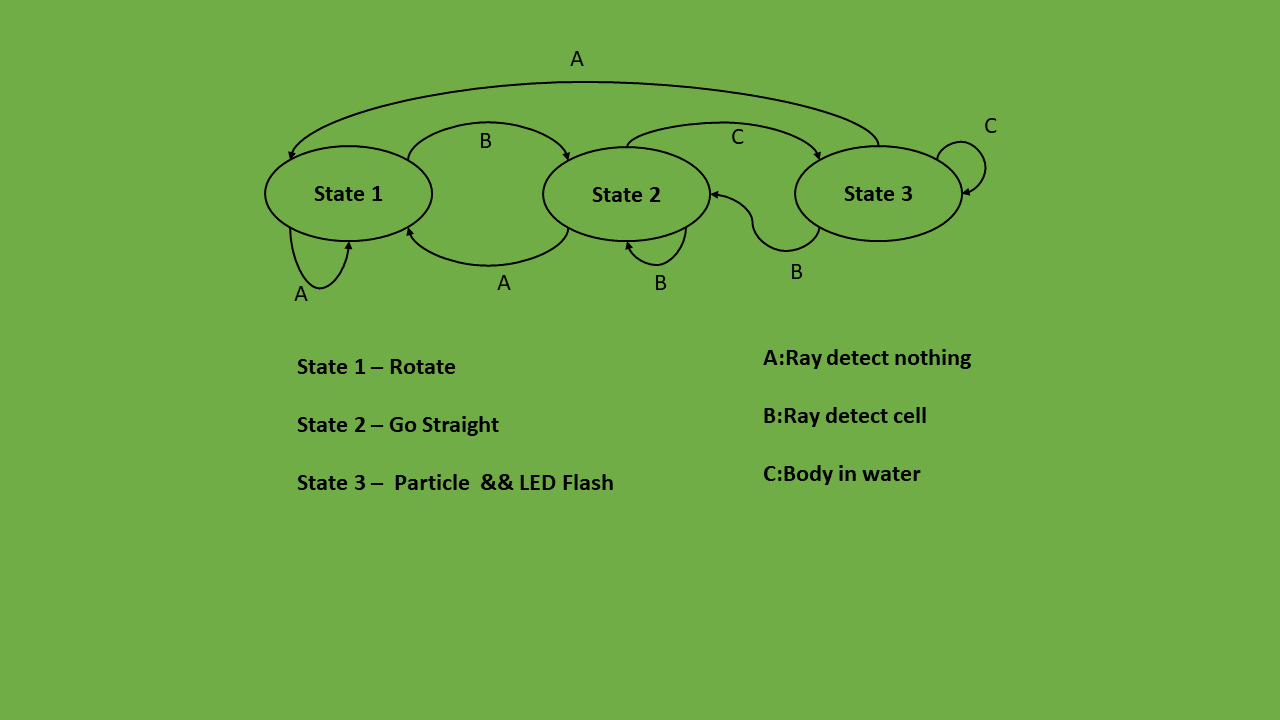 A
B
C
C
State 1
State 2
State 3
A
A
B
B
State 1 – Rotate
State 2 – Go Straight
State 3 –  Particle  && LED Flash
A:Ray detect nothing
B:Ray detect cell
C:Body in water